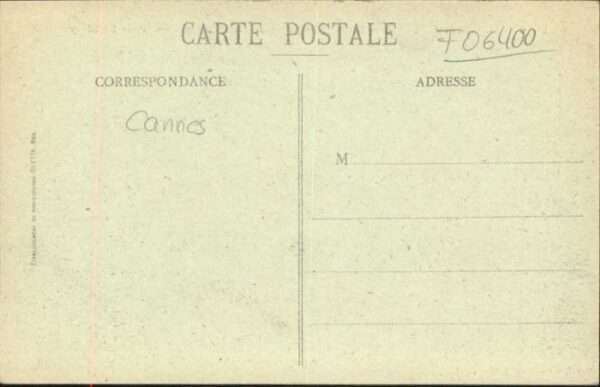 CARTE POSTALE
F06400
CORRESPONDANCE
ADRESSE
Cannes
M